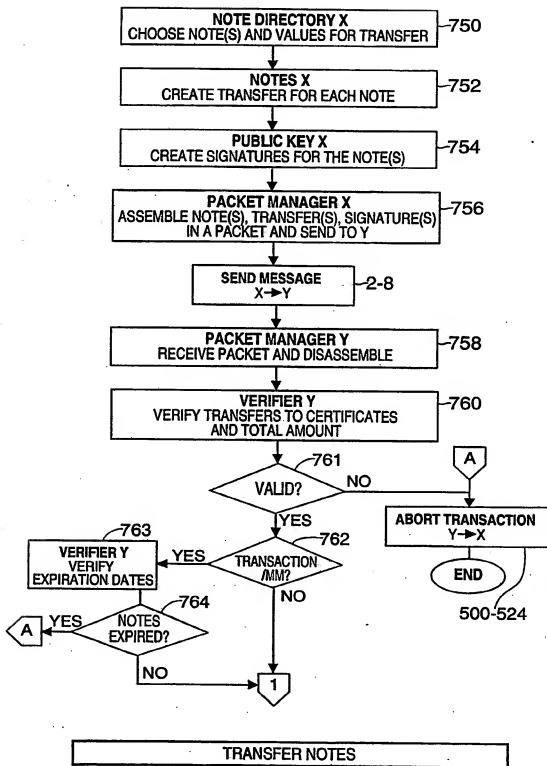 NOTE DIRECTORY X
CHOOSE NOTE(S) AND VALUES FOR TRANSFER
750
NOTES X
CREATE TRANSFER FOR EACH NOTE
752
PUBLIC KEY X
CREATE SIGNATURES FOR THE NOTE(S)
754
PACKET MANAGER X
ASSEMBLE NOTE(S), TRANSFER(S), SIGNATURE(S)
IN A PACKET AND SEND TO Y
756
SEND MESSAGE
X→Y
2-8
PACKET MANAGER Y
RECEIVE PACKET AND DISASSEMBLE
758
VERIFIER Y
VERIFY TRANSFERS TO CERTIFICATES
AND TOTAL AMOUNT
760
761
VALID?
NO
A
YES
ABORT TRANSACTION
Y→X
END
500-524
762
TRANSACTION
/MM?
YES
NO
763
VERIFIER Y
VERIFY
EXPIRATION DATES
764
NOTES
EXPIRED?
YES
A
NO
1
TRANSFER NOTES